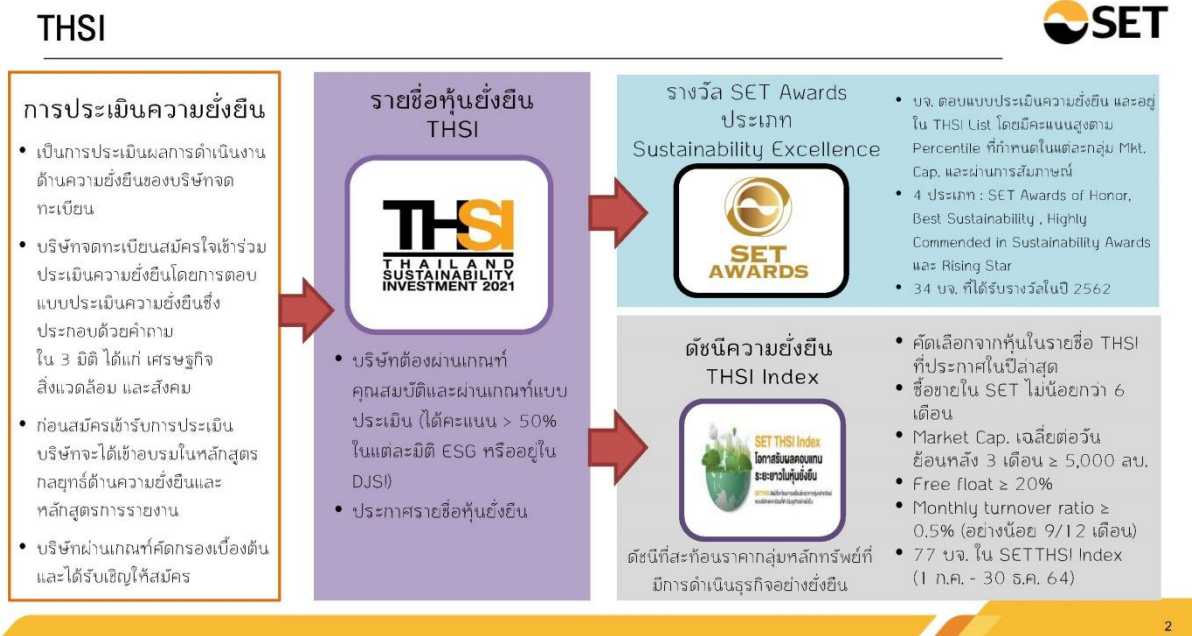 THSI
SET
การประเมินความยั่งยืน
• เป็นการประเมินผลการดำเนินงาน
ด้านความยั่งยืนของบริษัทจด
ทะเบียน
• บริษัทจดทะเบียนสมัครใจเข้าร่วม
ประเมินความยั่งยืนโดยการตอบ
แบบประเมินความยั่งยืนซึ่ง
ประกอบด้วยคำถาม
ใน 3 มิติ ได้แก่ เศรษฐกิจ
สิ่งแวดล้อม และสังคม
• ก่อนสมัครเข้ารับการประเมิน
บริษัทจะได้เข้าอบรมในหลักสูตร
กลยุทธ์ด้านความยั่งยืนและ
หลักสูตรการรายงาน
• บริษัทผ่านเกณฑ์คัดกรองเบื้องต้น
และได้รับเชิญให้สมัคร
รายชื่อหุ้นยั่งยืน
THSI
THSI
THAILAND
SUSTAINABILITY
INVESTMENT 2021
• บริษัทต้องผ่านเกณฑ์
คุณสมบัติและผ่านเกณฑ์แบบ
ประเมิน (ได้คะแนน > 50%
ในแต่ละมิติ ESG หรืออยู่ใน
DJSI)
• ประกาศรายชื่อหุ้นยั่งยืน
รางวัล SET Awards
ประเภท
Sustainability Excellence
SET
AWARDS
• บจ. ตอบแบบประเมินความยั่งยืน และอยู่
ใน THSI List โดยมีคะแนนสูงตาม
Percentile ที่กำหนดในแต่ละกลุ่ม Mkt.
Cap. และผ่านการสัมภาษณ์
• 4 ประเภท : SET Awards of Honor,
Best Sustainability , Highly
Commended in Sustainability Awards
และ Rising Star
• 34 บจ. ที่ได้รับรางวัลในปี 2562
ดัชนีความยั่งยืน
THSI Index
SET THSI Index
โอกาสรับผลตอบแทน
ระยะยาวในหุ้นยั่งยืน
ดัชนีที่สะท้อนราคากลุ่มหลักทรัพย์ที่
มีการดำเนินธุรกิจอย่างยั่งยืน
• คัดเลือกจากหุ้นในรายชื่อ THSI
ที่ประกาศในปีล่าสุด
• ซื้อขายใน SET ไม่น้อยกว่า 6
เดือน
• Market Cap. เฉลี่ยต่อวัน
ย้อนหลัง 3 เดือน ≥ 5,000 ลบ.
• Free float ≥ 20%
• Monthly turnover ratio ≥
0.5% (อย่างน้อย 9/12 เดือน)
• 77 บจ. ใน SETTHSI Index
(1 ก.ค. - 30 ธ.ค. 64)
2